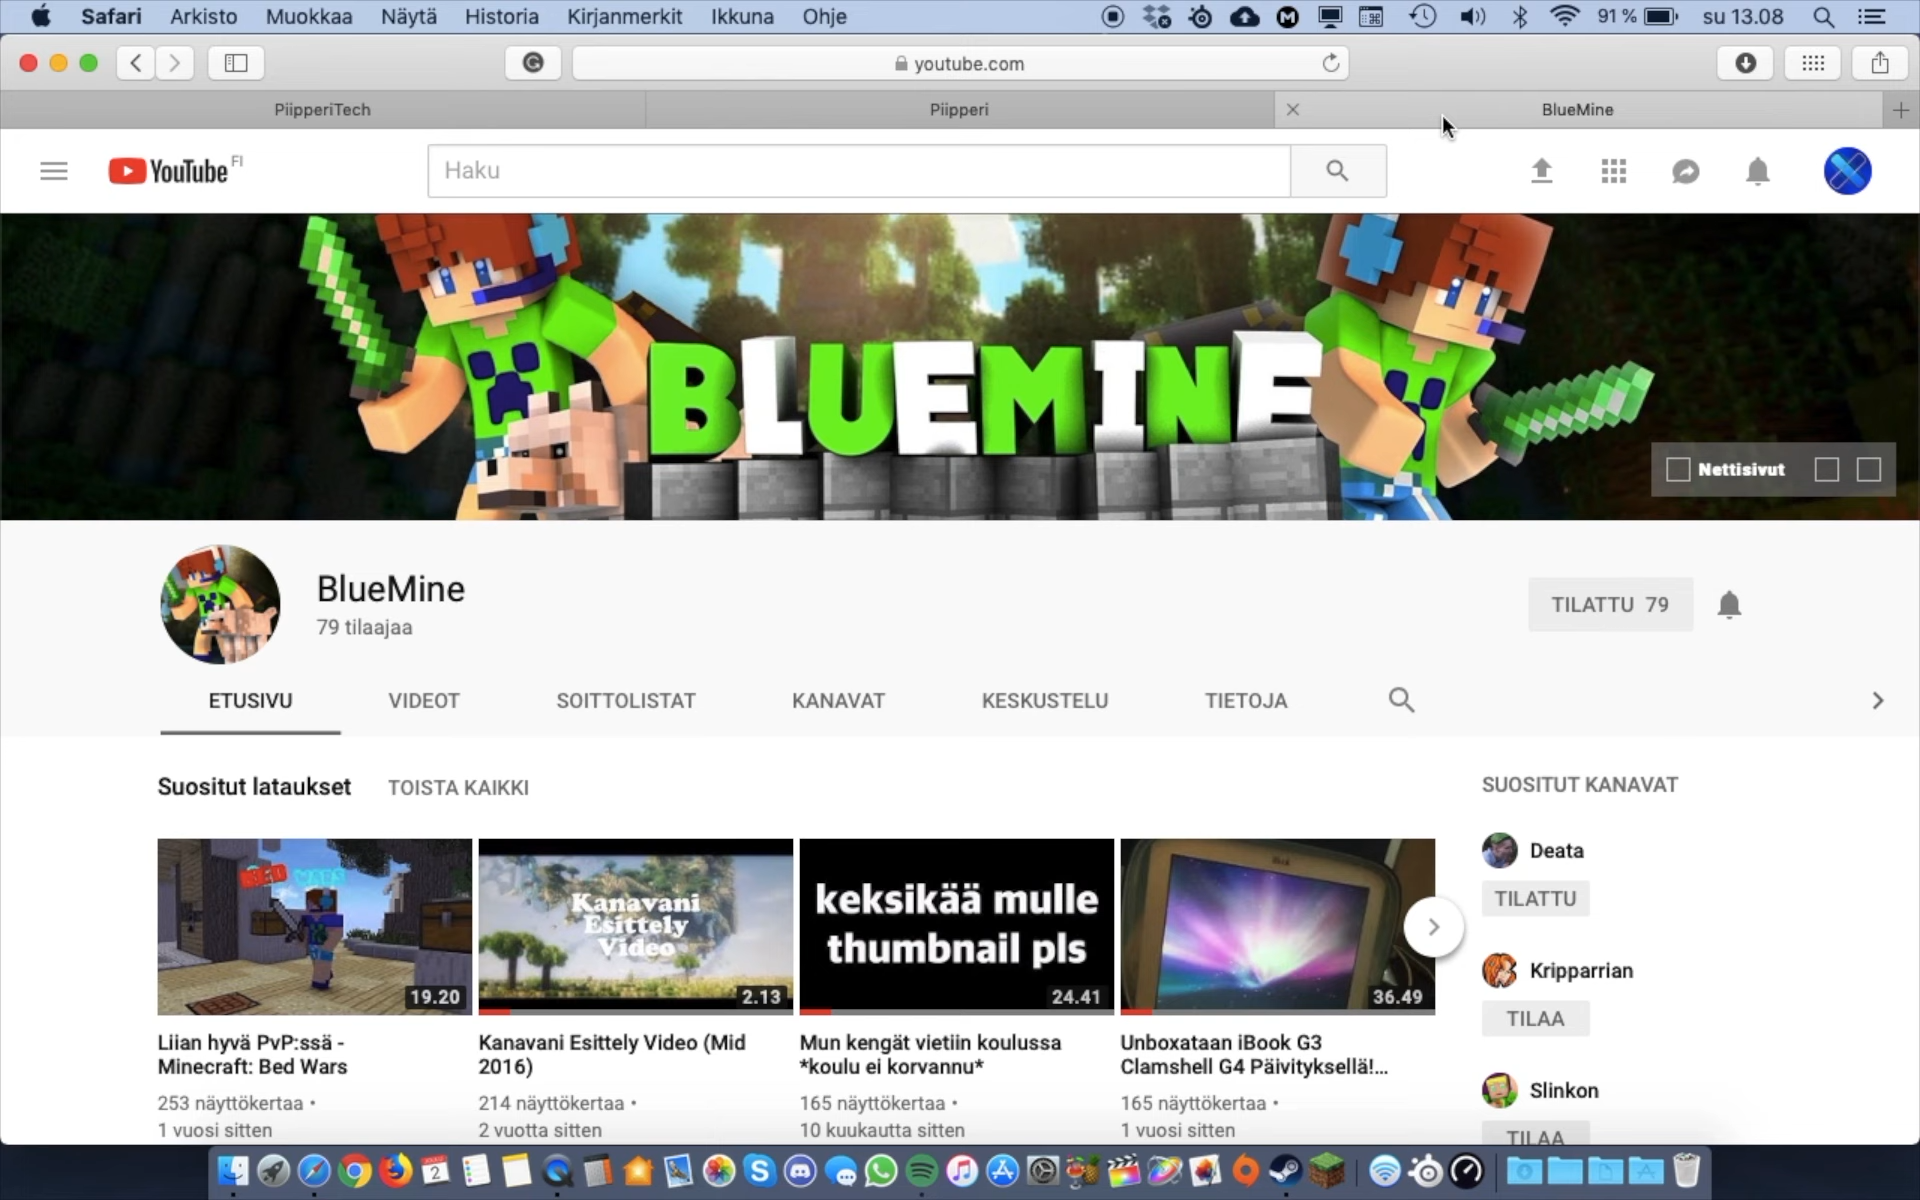 Safari Arkisto Muokkaa Näytä Historia Kirjanmerkit Ikkuna Ohje 91 % su 13.08
youtube.com
PiipperiTech Piipperi BlueMine
YouTube FI Haku
BLUEMINE
Nettisivut
BlueMine
79 tilaajaa
TILATTU 79
ETUSIVU VIDEOT SOITTOLISTAT KANAVAT KESKUSTELU TIETOJA
Suositut lataukset TOISTA KAIKKI
BED WARS
19.20
Liian hyvä PvP:ssä -
Minecraft: Bed Wars
253 näyttökertaa •
1 vuosi sitten
Kanavani
Esittely
Video
2.13
Kanavani Esittely Video (Mid
2016)
214 näyttökertaa •
2 vuotta sitten
keksikää mulle
thumbnail pls
24.41
Mun kengät vietiin koulussa
*koulu ei korvannu*
165 näyttökertaa •
10 kuukautta sitten
36.49
Unboxataan iBook G3
Clamshell G4 Päivityksellä!...
165 näyttökertaa •
1 vuosi sitten
SUOSITUT KANAVAT
Deata
TILATTU
Kripparrian
TILAA
Slinkon
TILAA
2